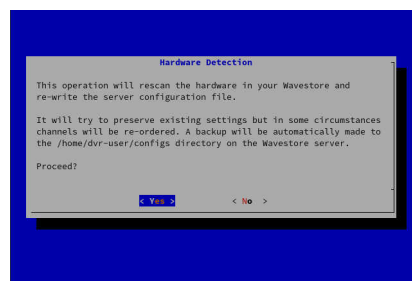 Hardware Detection
This operation will rescan the hardware in your Wavestore and
re-write the server configuration file.
It will try to preserve existing settings but in some circumstances
channels will be re-ordered. A backup will be automatically made to
the /home/dvr-user/configs directory on the Wavestore server.
Proceed?
< Yes > < No >